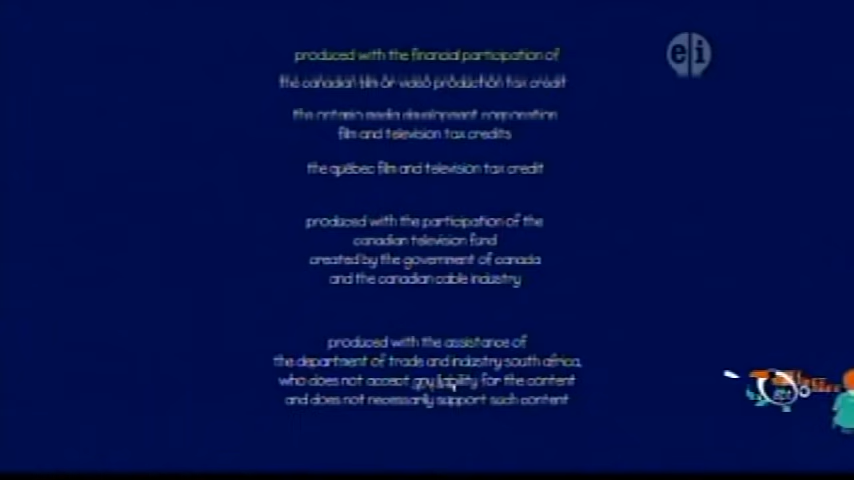 produced with the financial participation of
e/i
the canadian film or video production tax credit
the ontario media development corporation
film and television tax credits
the québec film and television tax credit
produced with the participation of the
canadian television fund
created by the government of canada
and the canadian cable industry
produced with the assistance of
the department of trade and industry south africa,
who does not accept any liability for the content
and does not necessarily support such content